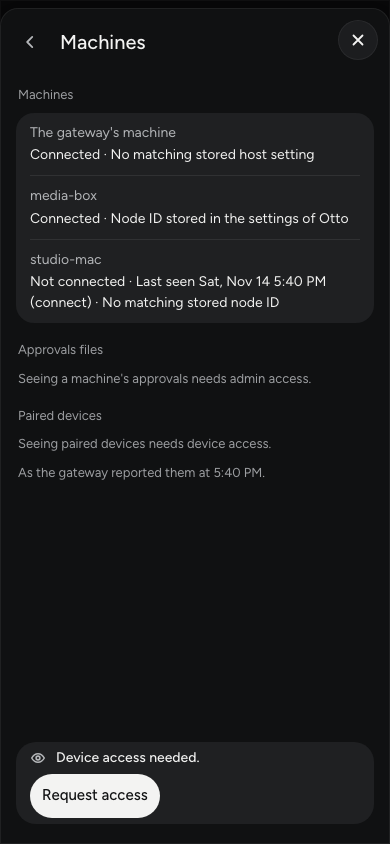 Machines
Machines
The gateway's machine
Connected · No matching stored host setting
media-box
Connected · Node ID stored in the settings of Otto
studio-mac
Not connected · Last seen Sat, Nov 14 5:40 PM
(connect) · No matching stored node ID
Approvals files
Seeing a machine's approvals needs admin access.
Paired devices
Seeing paired devices needs device access.
As the gateway reported them at 5:40 PM.
Device access needed.
Request access